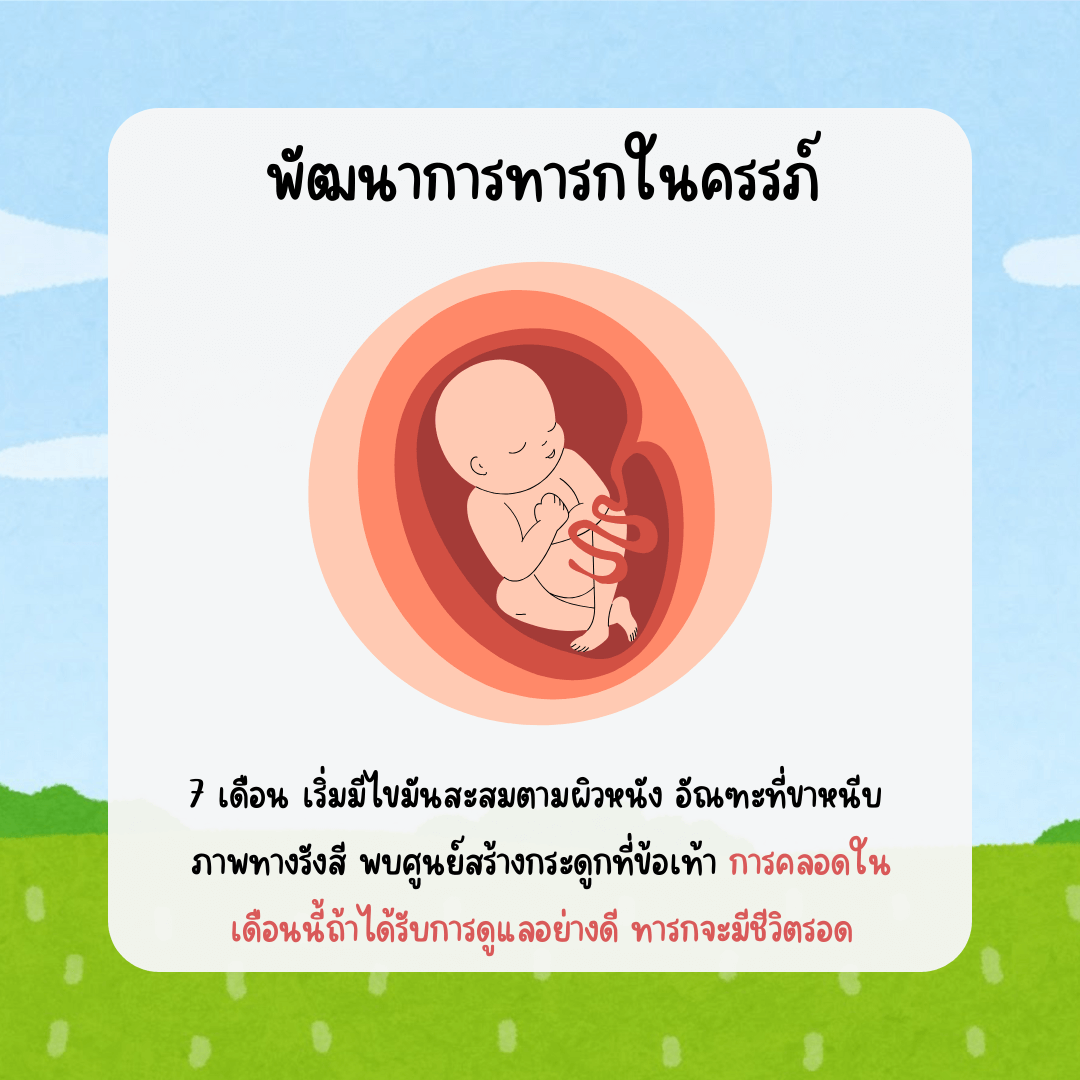 พัฒนาการทารกในครรภ์
7 เดือน เริ่มมีไขมันสะสมตามผิวหนัง อัณฑะที่ขาหนีบ
ภาพทางรังสี พบศูนย์สร้างกระดูกที่ข้อเท้า การคลอดใน
เดือนนี้ถ้าได้รับการดูแลอย่างดี ทารกจะมีชีวิตรอด